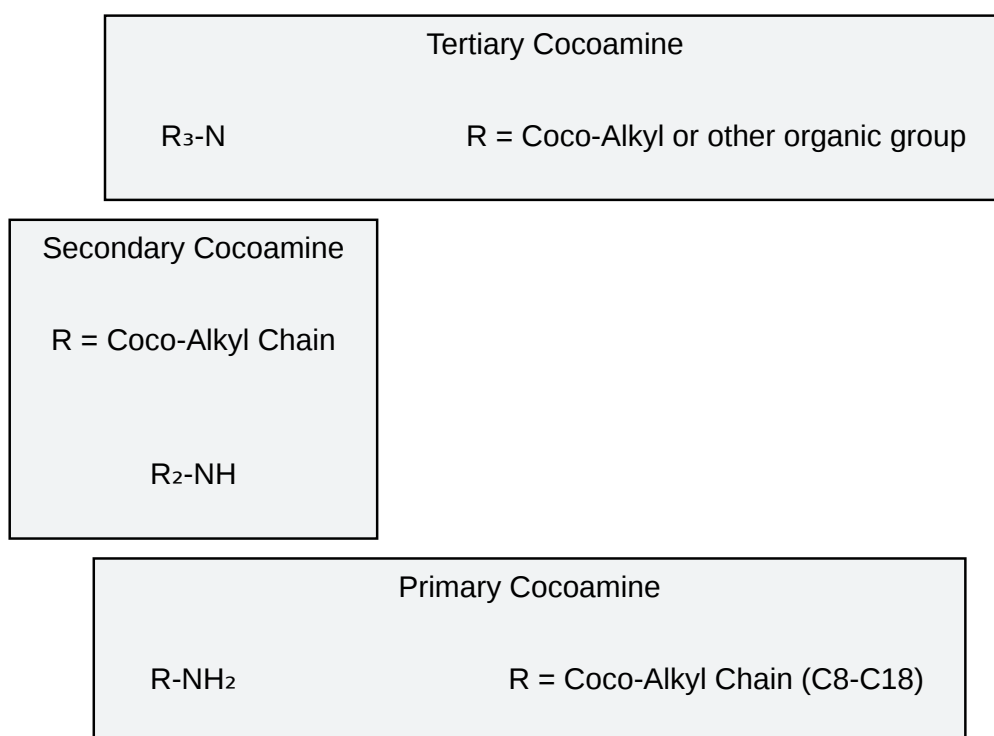 Tertiary Cocoamine
R₃-N R = Coco-Alkyl or other organic group
Secondary Cocoamine
R = Coco-Alkyl Chain
R₂-NH
Primary Cocoamine
R-NH₂ R = Coco-Alkyl Chain (C8-C18)